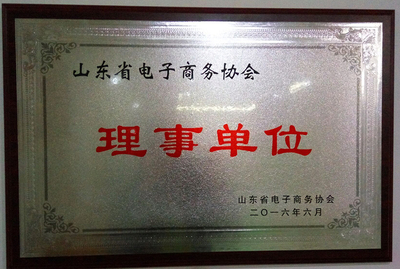 山东省电子商务协会
理事单位
山东省电子商务协会
二〇一六年六月